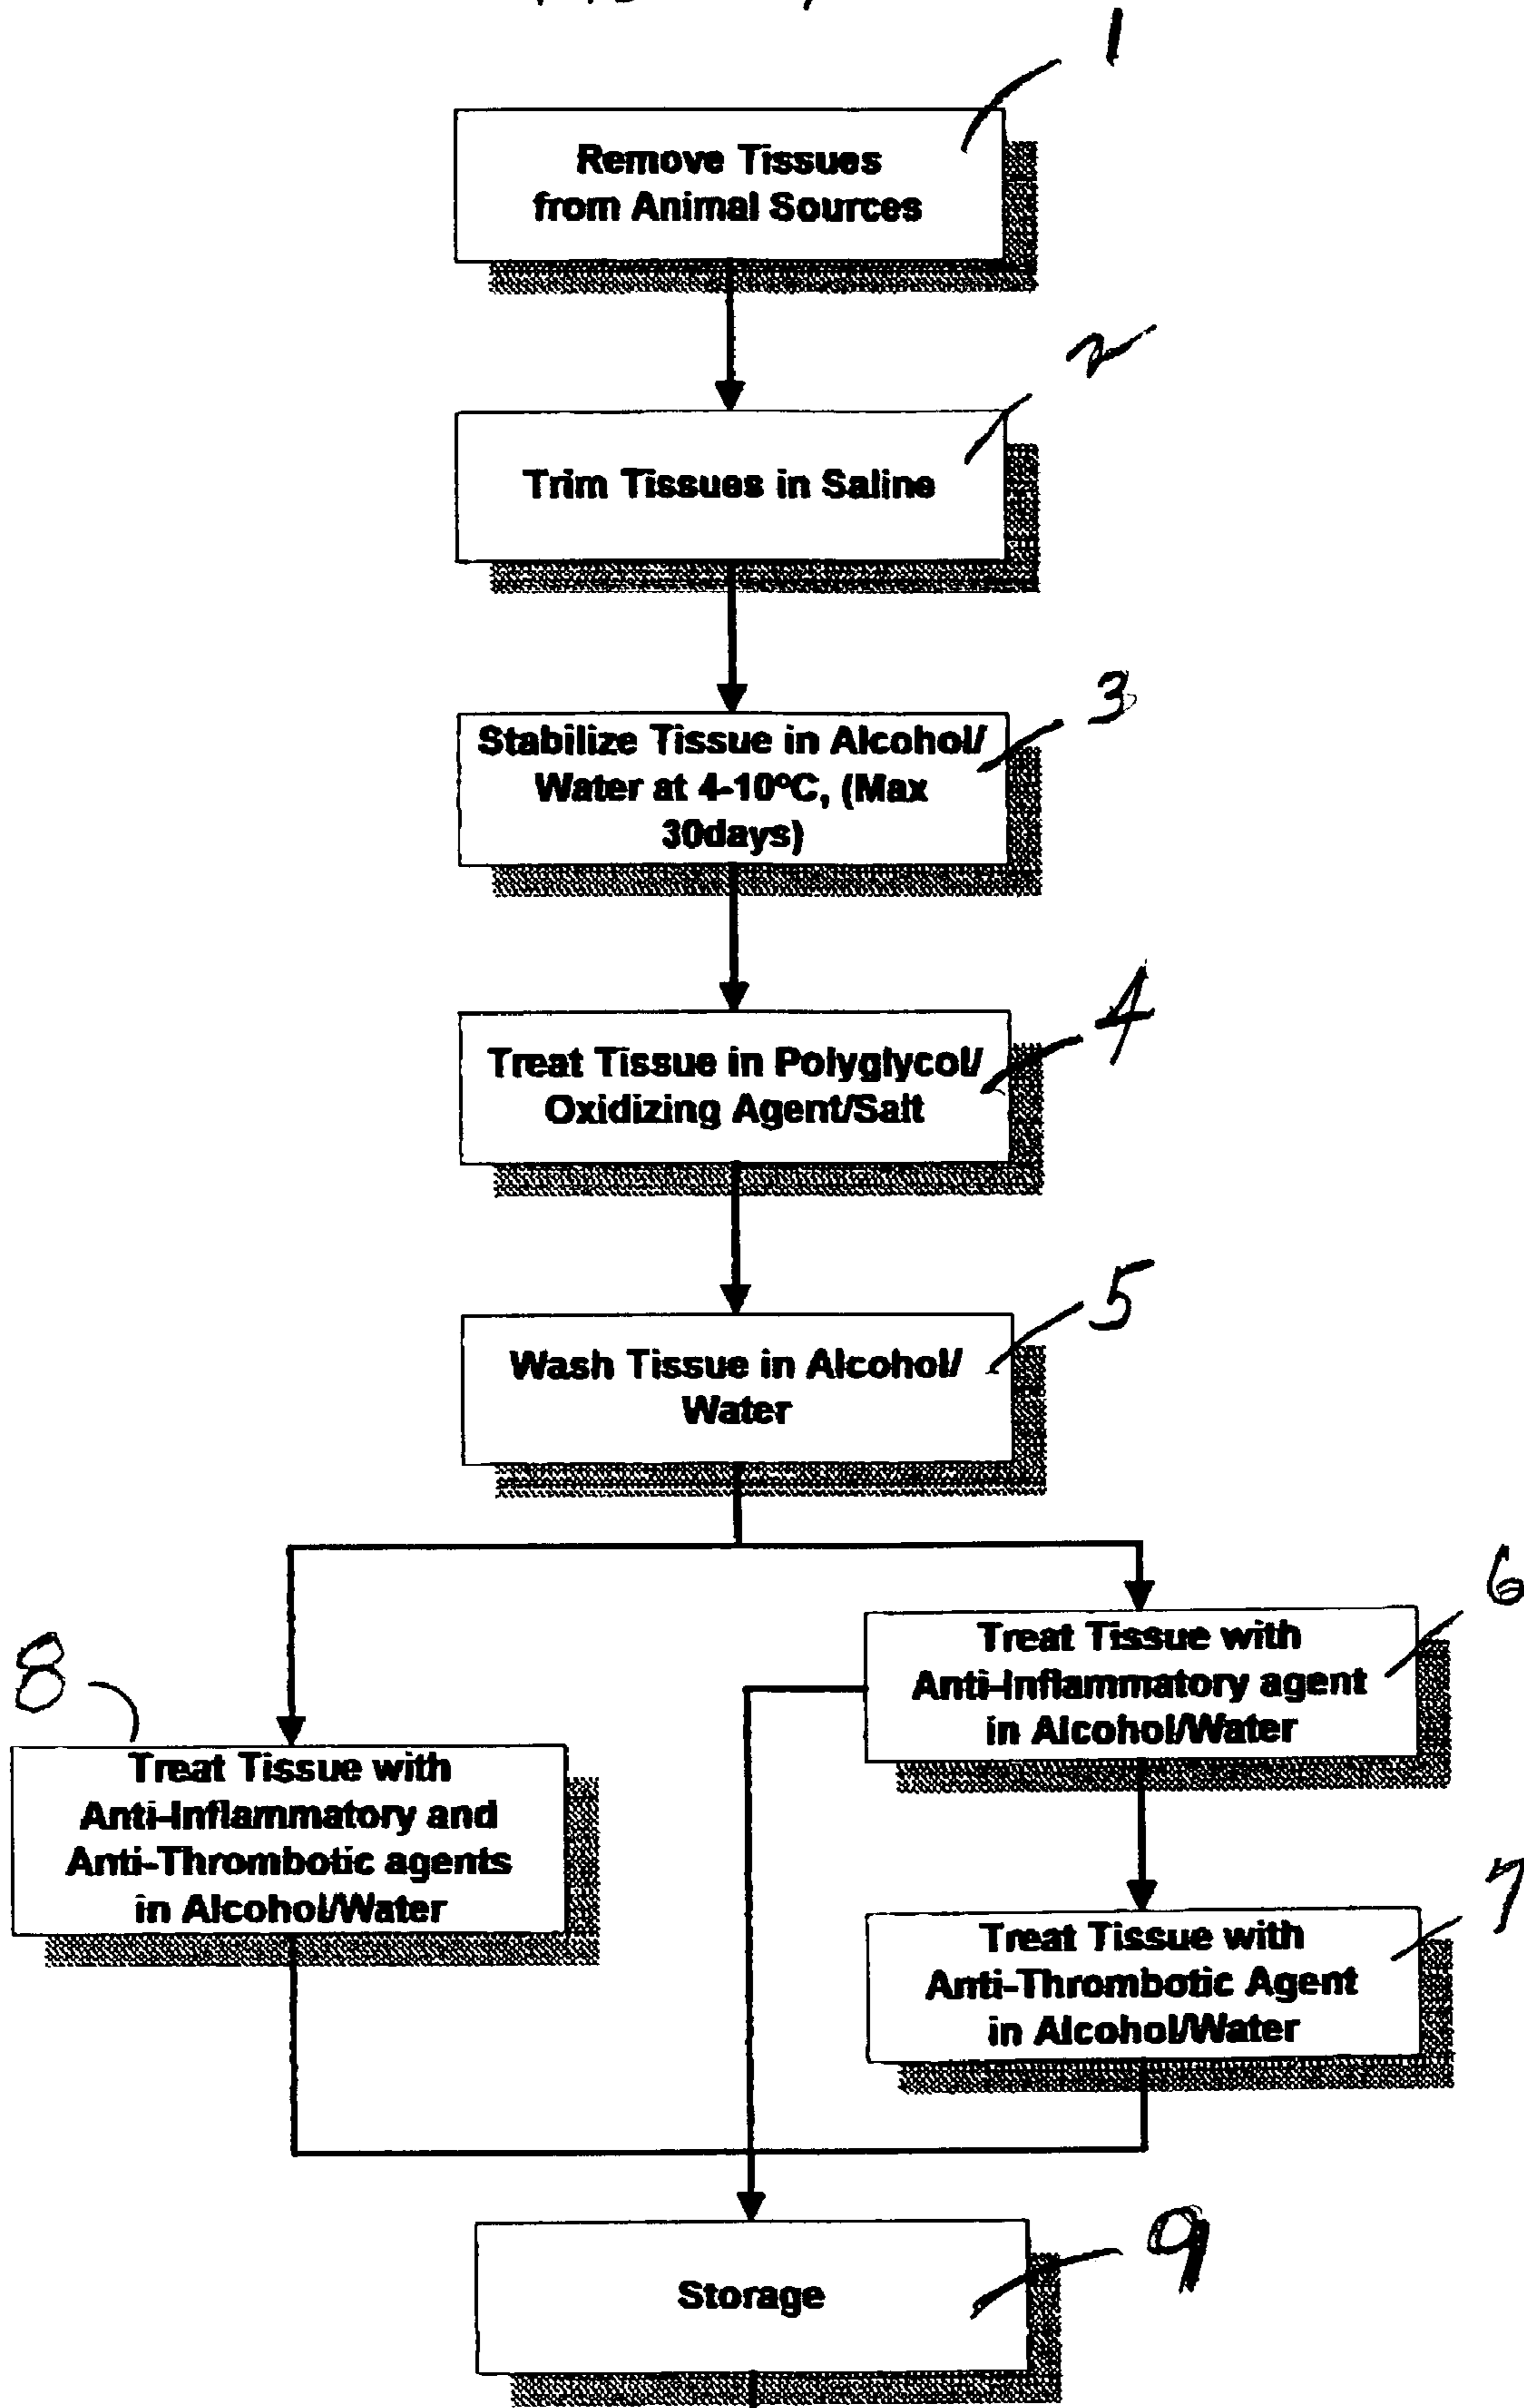 1
Remove Tissues
from Animal Sources
2
Trim Tissues in Saline
3
Stabilize Tissue in Alcohol/
Water at 4-10ºC, (Max
30days)
4
Treat Tissue in Polyglycol/
Oxidizing Agent/Salt
5
Wash Tissue in Alcohol/
Water
6
Treat Tissue with
Anti-Inflammatory agent
in Alcohol/Water
8
Treat Tissue with
Anti-Inflammatory and
Anti-Thrombotic agents
in Alcohol/Water
7
Treat Tissue with
Anti-Thrombotic Agent
in Alcohol/Water
9
Storage